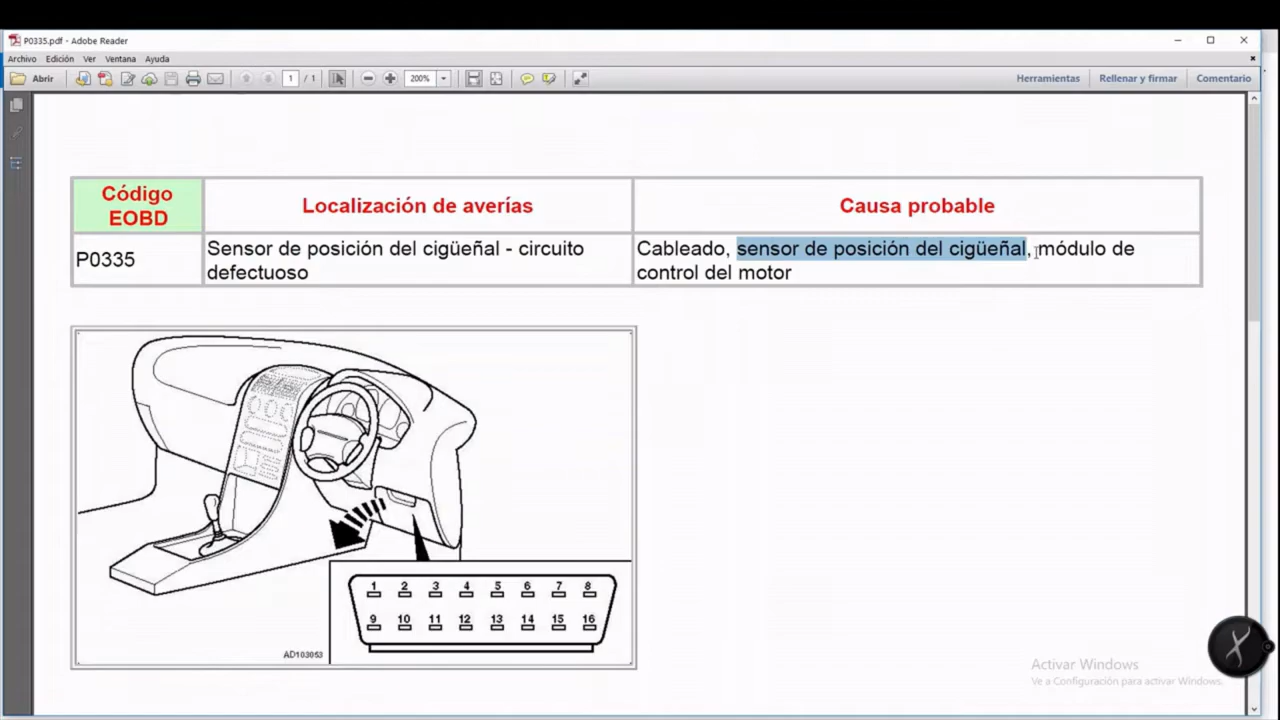 P0335.pdf - Adobe Reader
Archivo Edición Ver Ventana Ayuda
Abrir 1 / 1 200% Herramientas Rellenar y firmar Comentario
Código EOBD
Localización de averías
Causa probable
P0335
Sensor de posición del cigüeñal - circuito
defectuoso
Cableado, sensor de posición del cigüeñal, módulo de
control del motor
1 2 3 4 5 6 7 8
9 10 11 12 13 14 15 16
AD103053
Activar Windows
Ve a Configuración para activar Windows.